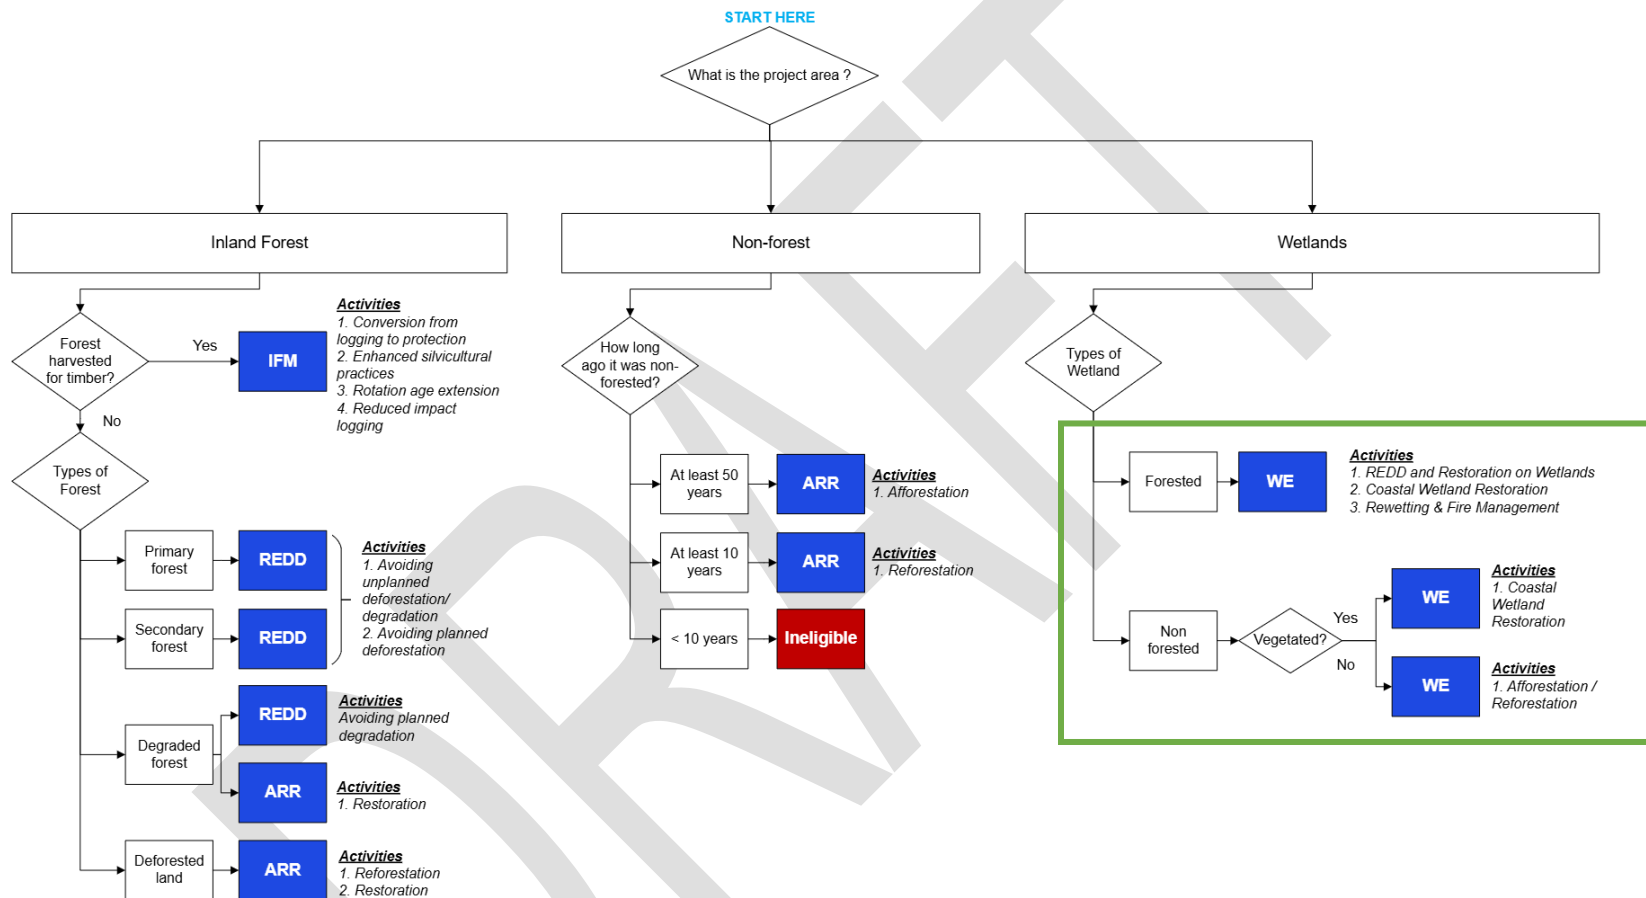 START HERE
What is the project area ?
Inland Forest
Non-forest
Wetlands
Forest
harvested
for timber?
Yes
IFM
Activities
1. Conversion from
logging to protection
2. Enhanced silvicultural
practices
3. Rotation age extension
4. Reduced impact
logging
No
Types of
Forest
Primary
forest
REDD
Secondary
forest
REDD
Activities
1. Avoiding
unplanned
deforestation/
degradation
2. Avoiding planned
deforestation
Degraded
forest
REDD
Activities
Avoiding planned
degradation
ARR
Activities
1. Restoration
Deforested
land
ARR
Activities
1. Reforestation
2. Restoration
How long
ago it was non-
forested?
At least 50
years
ARR
Activities
1. Afforestation
At least 10
years
ARR
Activities
1. Reforestation
< 10 years
Ineligible
Types of
Wetland
Forested
WE
Activities
1. REDD and Restoration on Wetlands
2. Coastal Wetland Restoration
3. Rewetting & Fire Management
Non
forested
Vegetated?
Yes
WE
Activities
1. Coastal
Wetland
Restoration
No
WE
Activities
1. Afforestation /
Reforestation
DRAFT